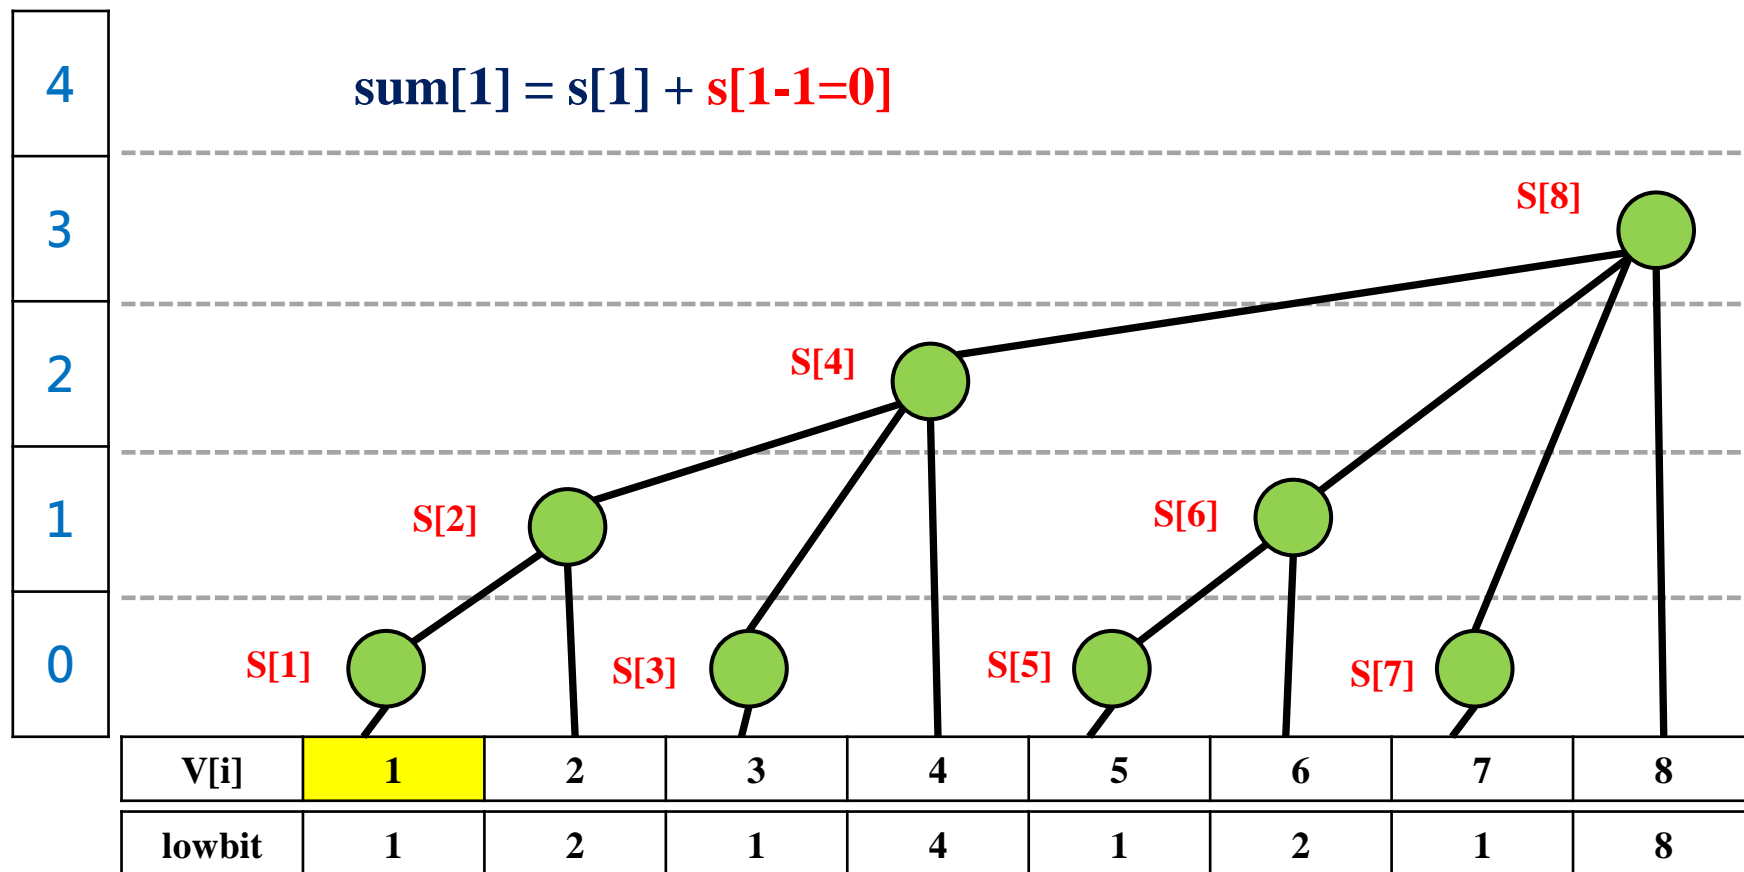 4
sum[1] = s[1] + s[1-1=0]
3
S[8]
2
S[4]
1
S[2]
S[6]
0
S[1]
S[3]
S[5]
S[7]
V[i] 1 2 3 4 5 6 7 8
lowbit 1 2 1 4 1 2 1 8